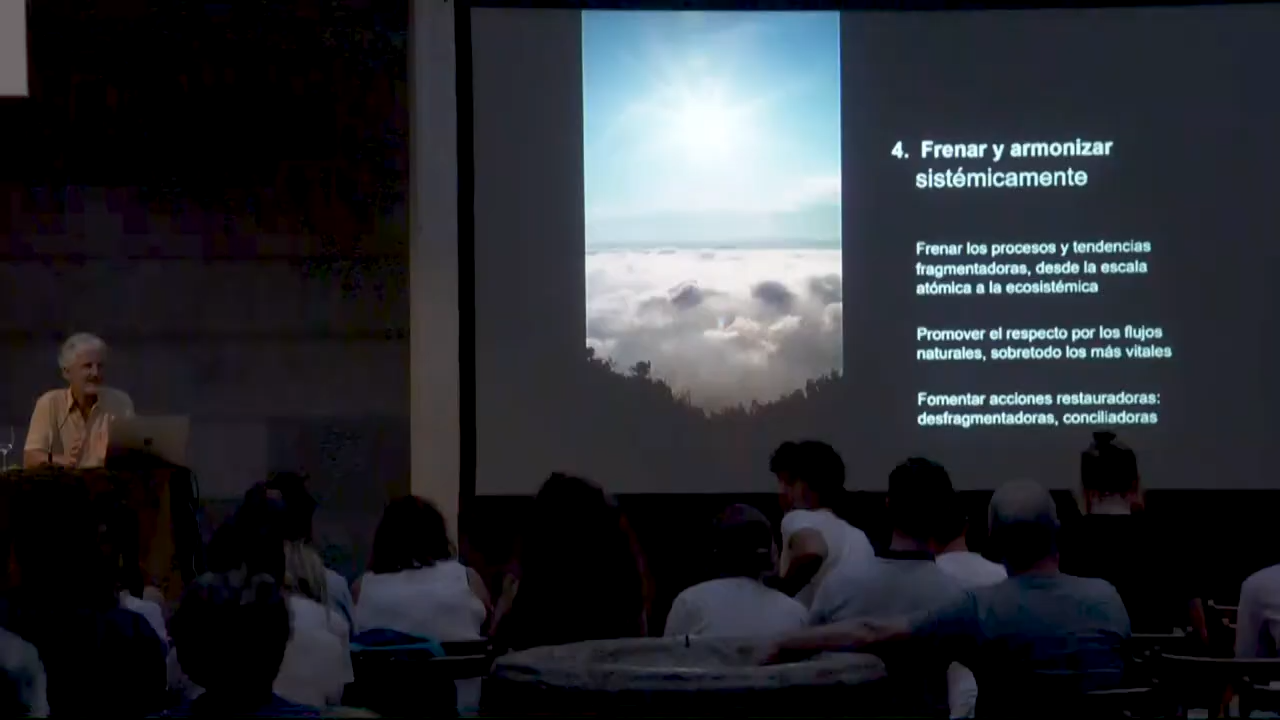 4. Frenar y armonizar
sistémicamente
Frenar los procesos y tendencias
fragmentadoras, desde la escala
atómica a la ecosistémica
Promover el respecto por los flujos
naturales, sobretodo los más vitales
Fomentar acciones restauradoras:
desfragmentadoras, conciliadoras